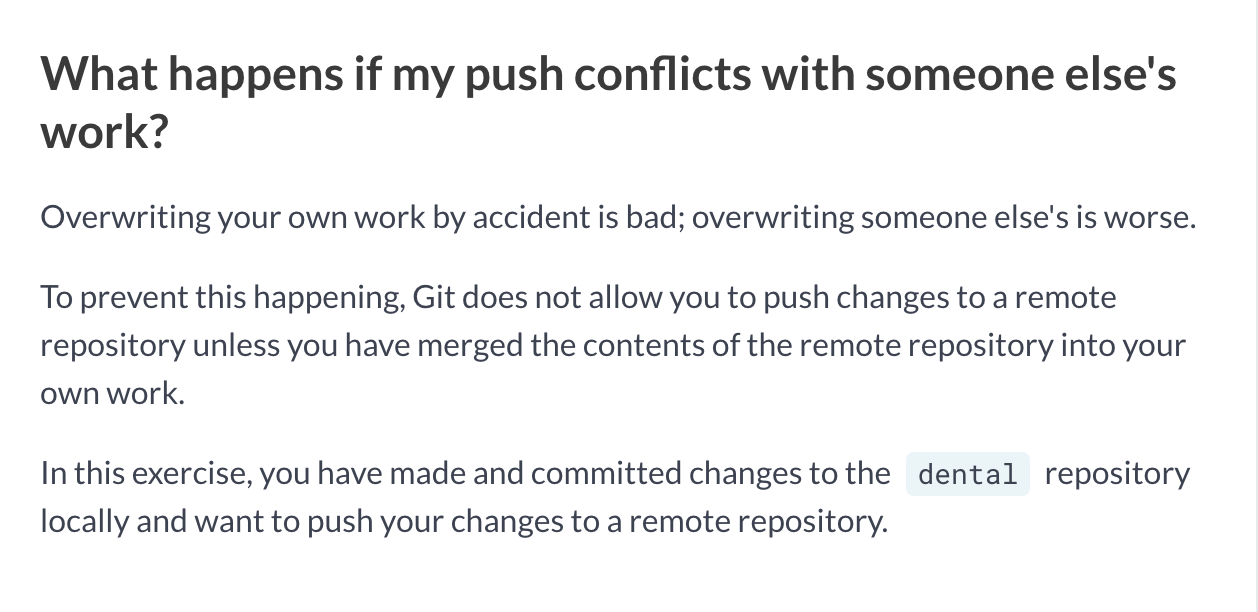 What happens if my push conflicts with someone else's
work?
Overwriting your own work by accident is bad; overwriting someone else's is worse.
To prevent this happening, Git does not allow you to push changes to a remote
repository unless you have merged the contents of the remote repository into your
own work.
In this exercise, you have made and committed changes to the dental repository
locally and want to push your changes to a remote repository.